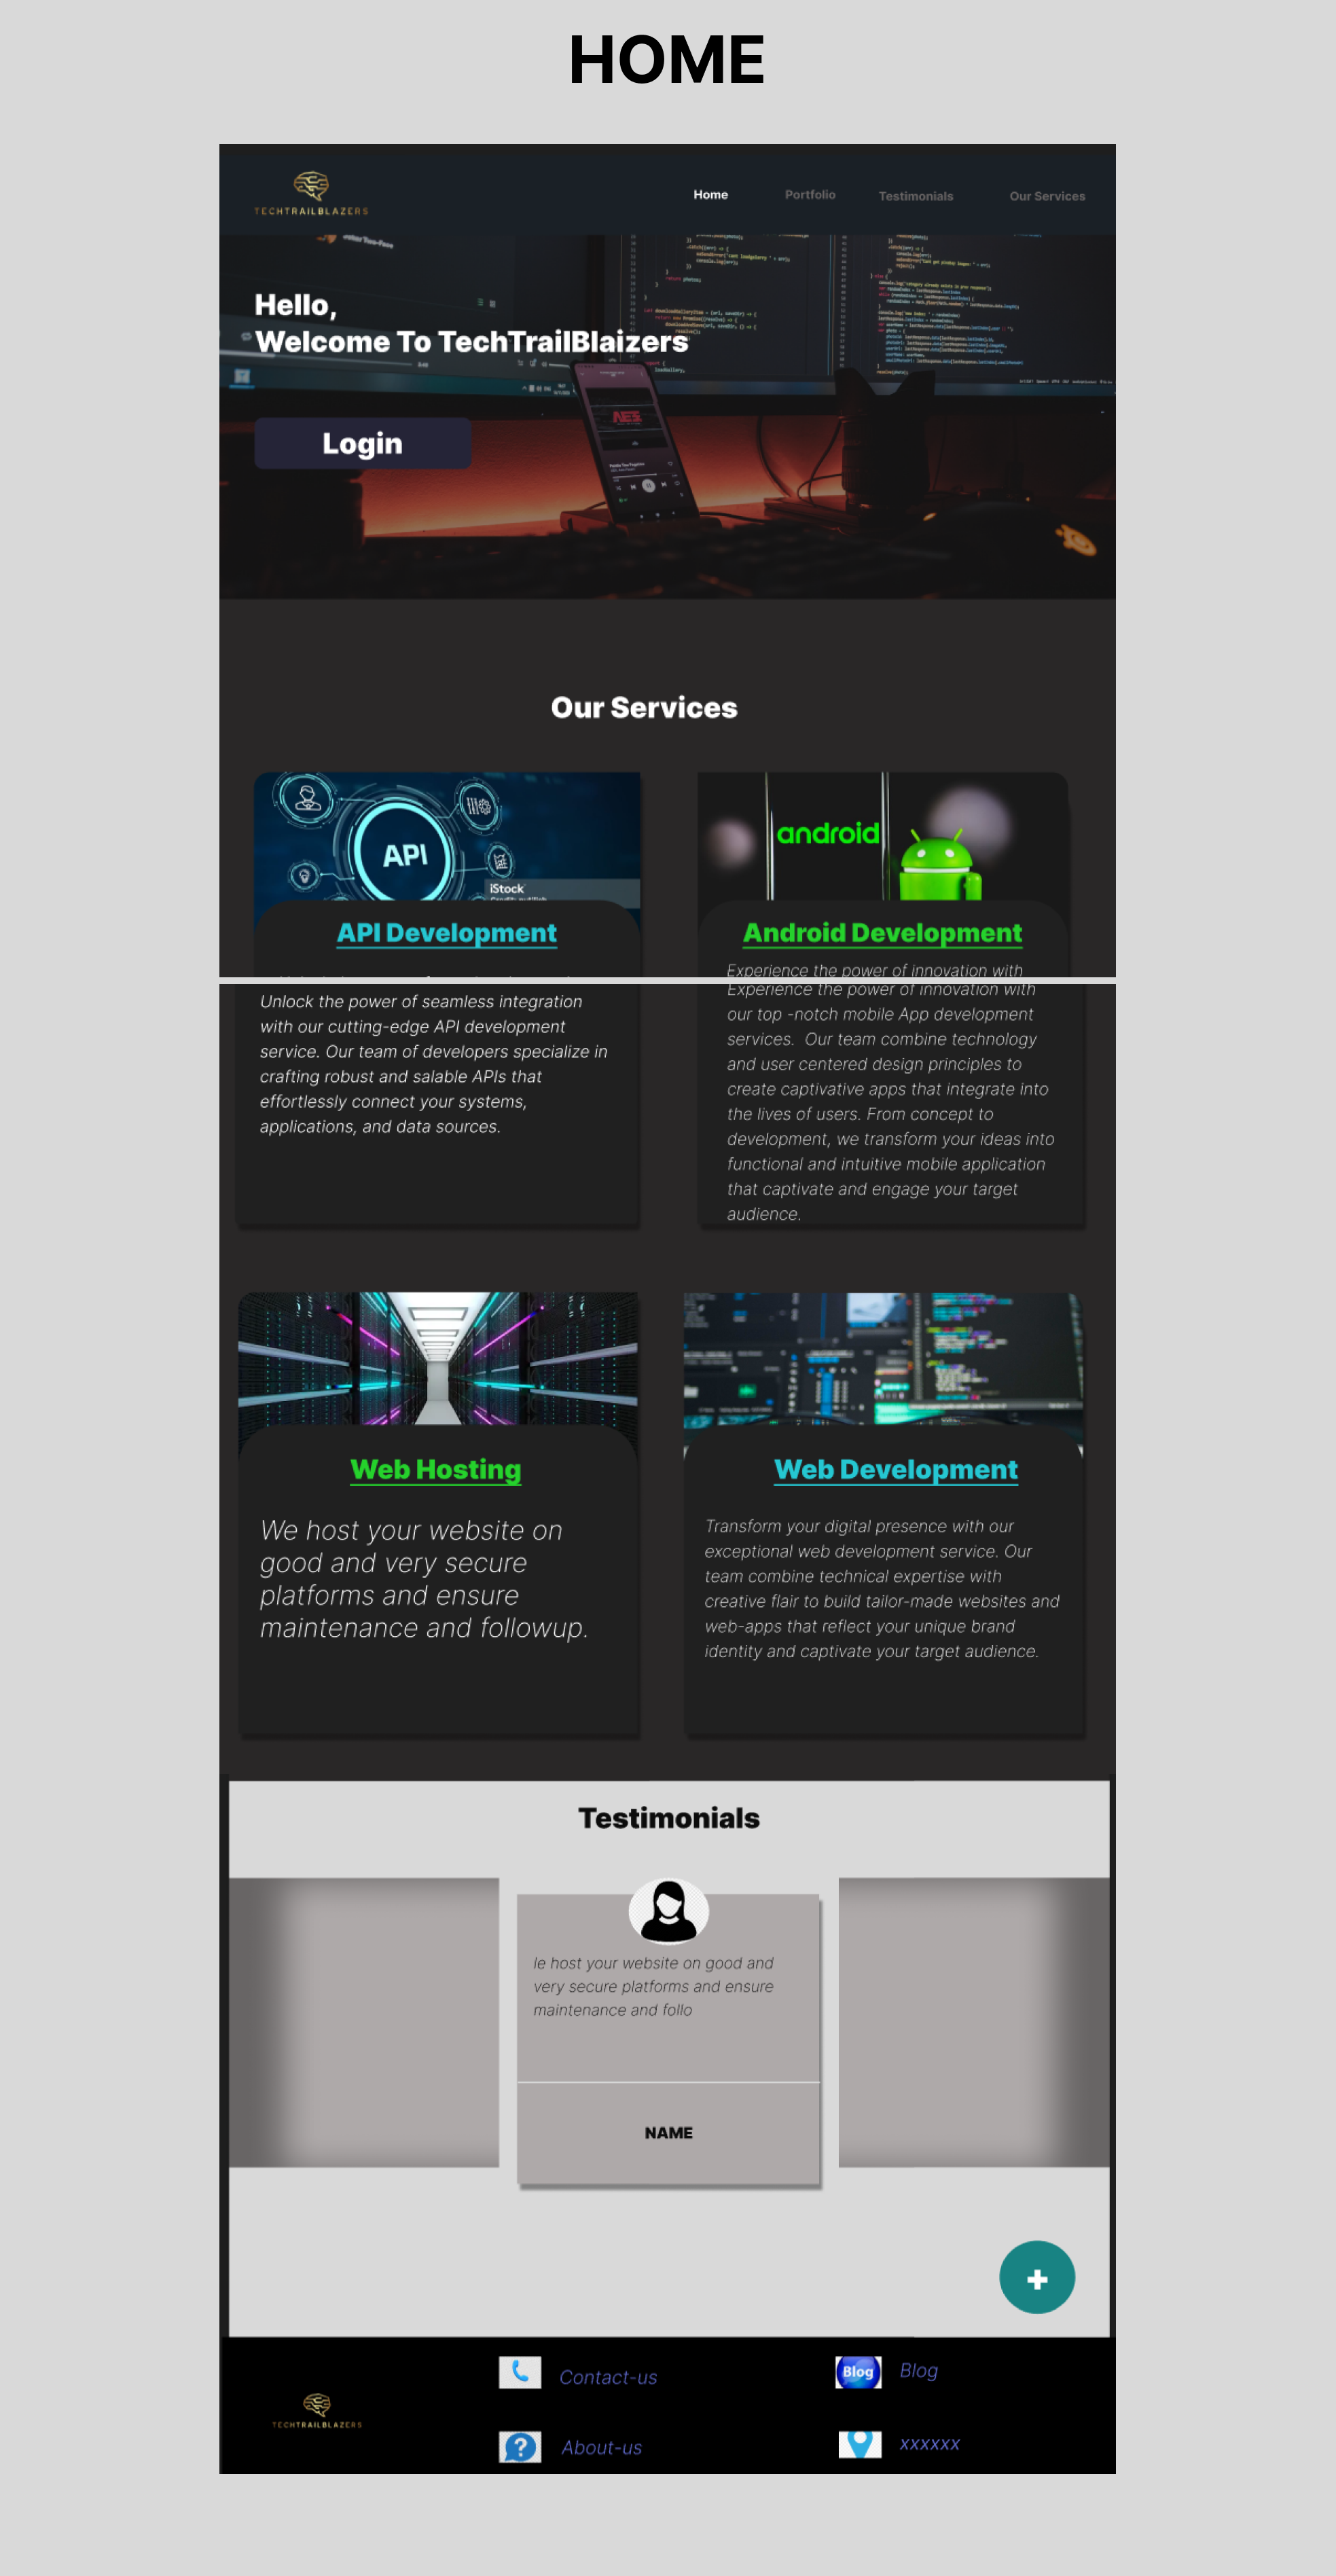 HOME
TECHTRAILBLAZERS
Home Portfolio Testimonials Our Services
Hello,
Welcome To TechTrailBlaizers
Login
Our Services
API
iStock
android
API Development
Android Development
Experience the power of innovation with
Unlock the power of seamless integration
with our cutting-edge API development
service. Our team of developers specialize in
crafting robust and salable APIs that
effortlessly connect your systems,
applications, and data sources.
Experience the power of innovation with
our top -notch mobile App development
services. Our team combine technology
and user centered design principles to
create captivative apps that integrate into
the lives of users. From concept to
development, we transform your ideas into
functional and intuitive mobile application
that captivate and engage your target
audience.
Web Hosting
We host your website on
good and very secure
platforms and ensure
maintenance and followup.
Web Development
Transform your digital presence with our
exceptional web development service. Our
team combine technical expertise with
creative flair to build tailor-made websites and
web-apps that reflect your unique brand
identity and captivate your target audience.
Testimonials
le host your website on good and
very secure platforms and ensure
maintenance and follo
NAME
+
TECHTRAILBLAZERS
Contact-us
Blog Blog
About-us
xxxxxx